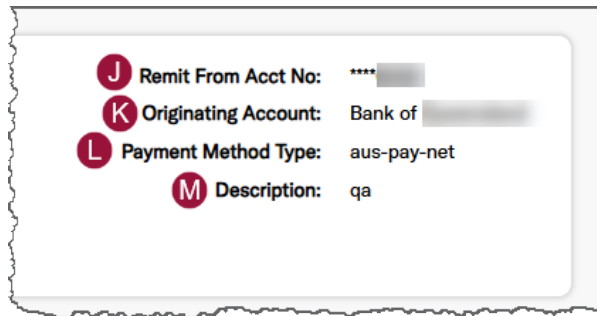 J Remit From Acct No: ****
K Originating Account: Bank of
L Payment Method Type: aus-pay-net
M Description: qa